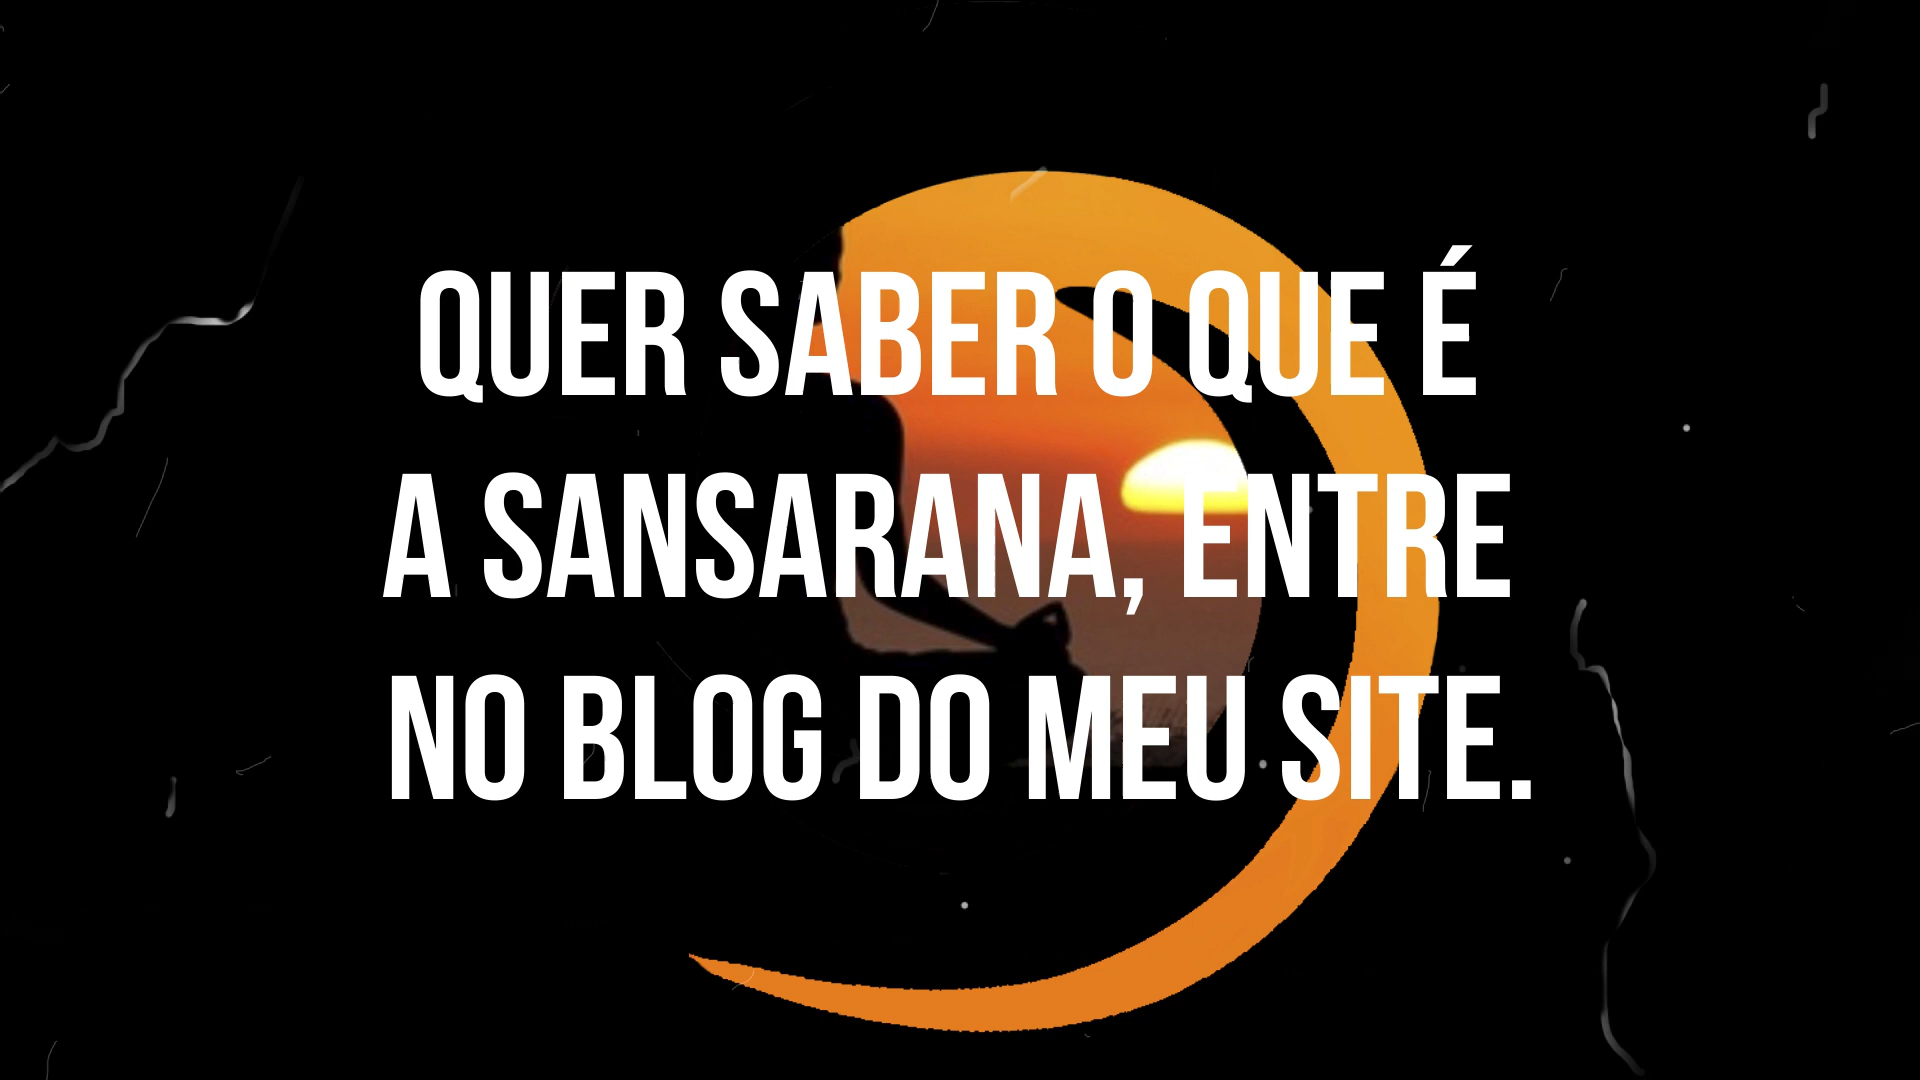 QUER SABER O QUE É
A SANSARANA, ENTRE
NO BLOG DO MEU SITE.